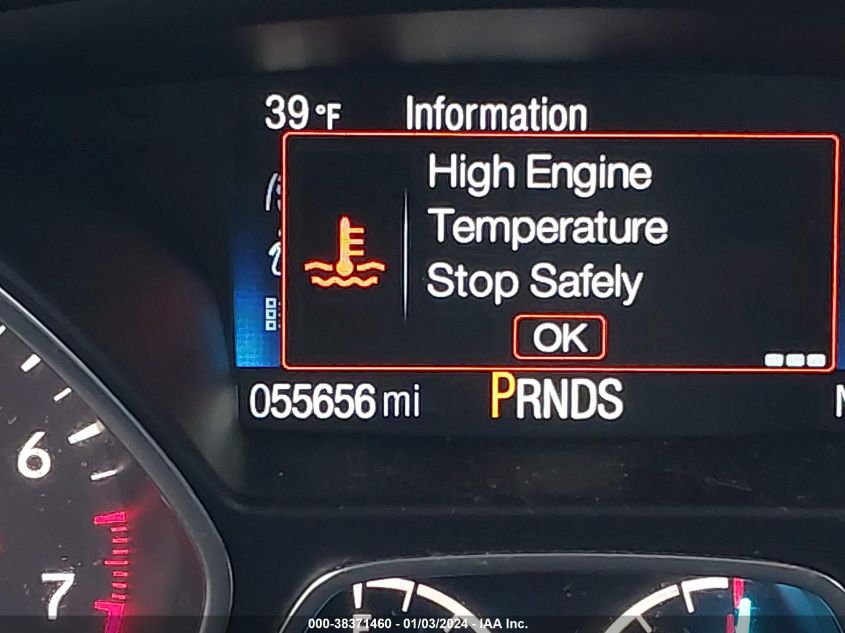 39 °F Information
High Engine
Temperature
Stop Safely
OK
055656 mi PRNDS
6
7
000-38371460 - 01/03/2024 - IAA Inc.